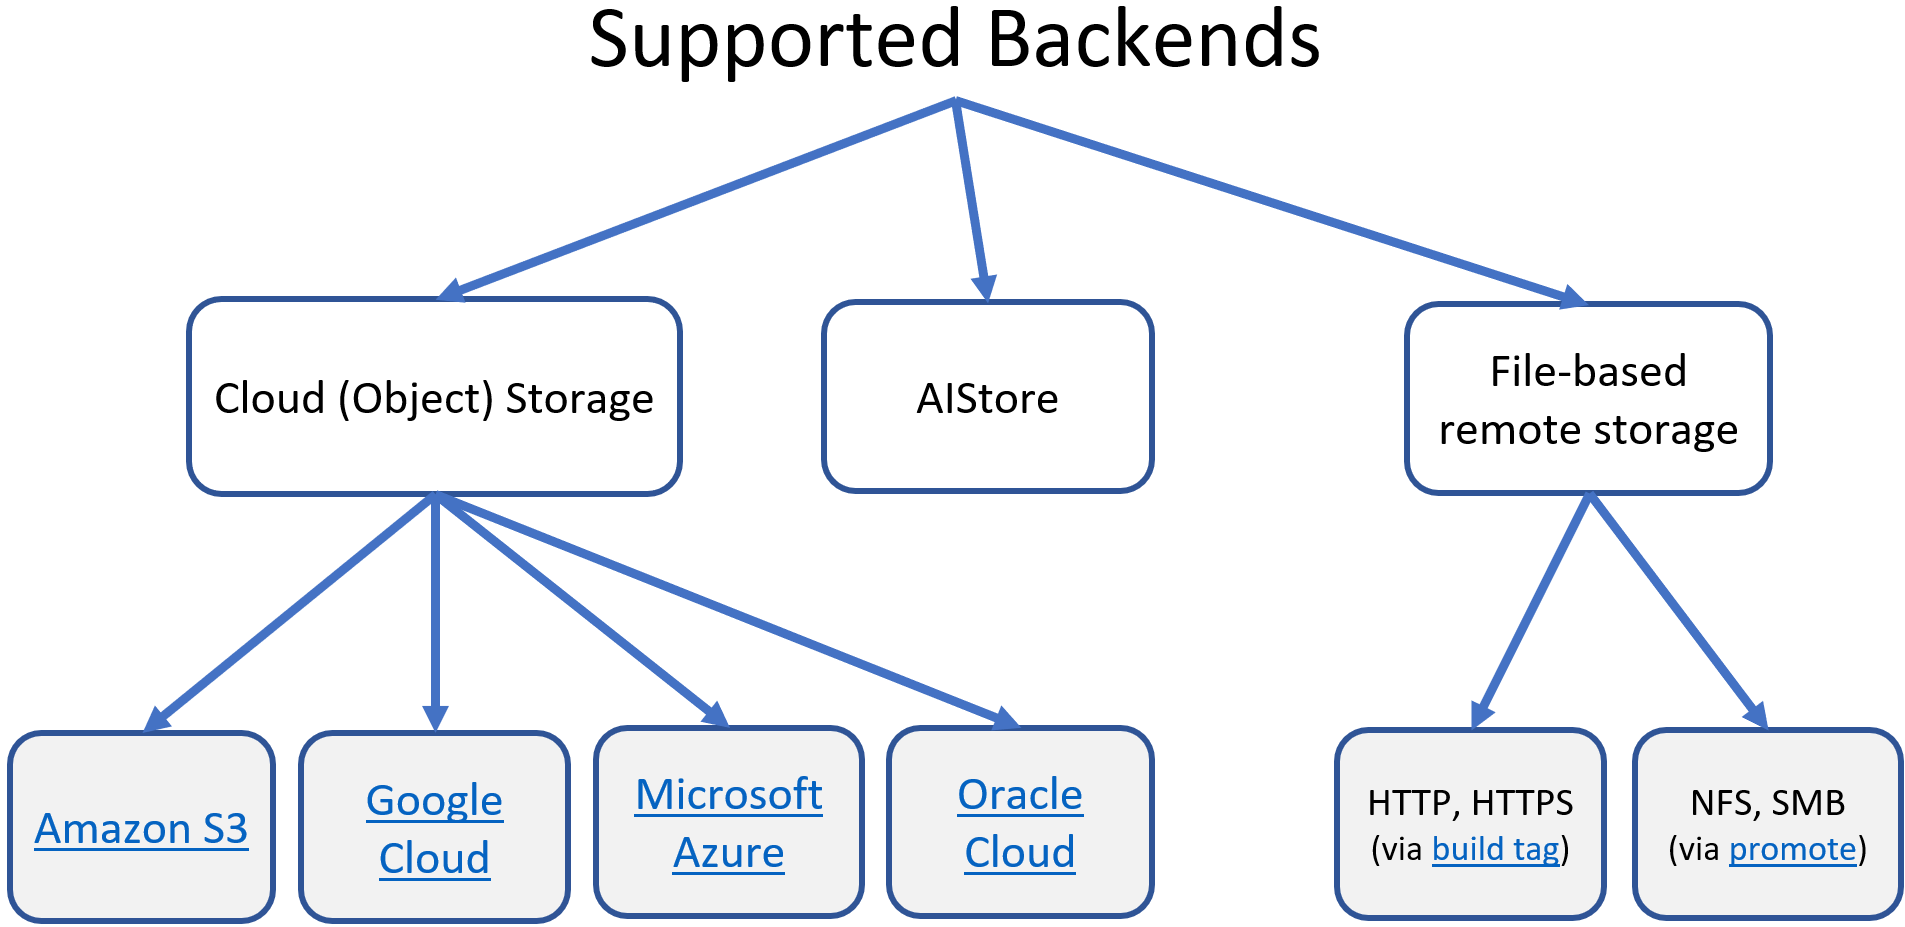 Supported Backends
Cloud (Object) Storage
AIStore
File-based
remote storage
Amazon S3
Google
Cloud
Microsoft
Azure
Oracle
Cloud
HTTP, HTTPS
(via build tag)
NFS, SMB
(via promote)